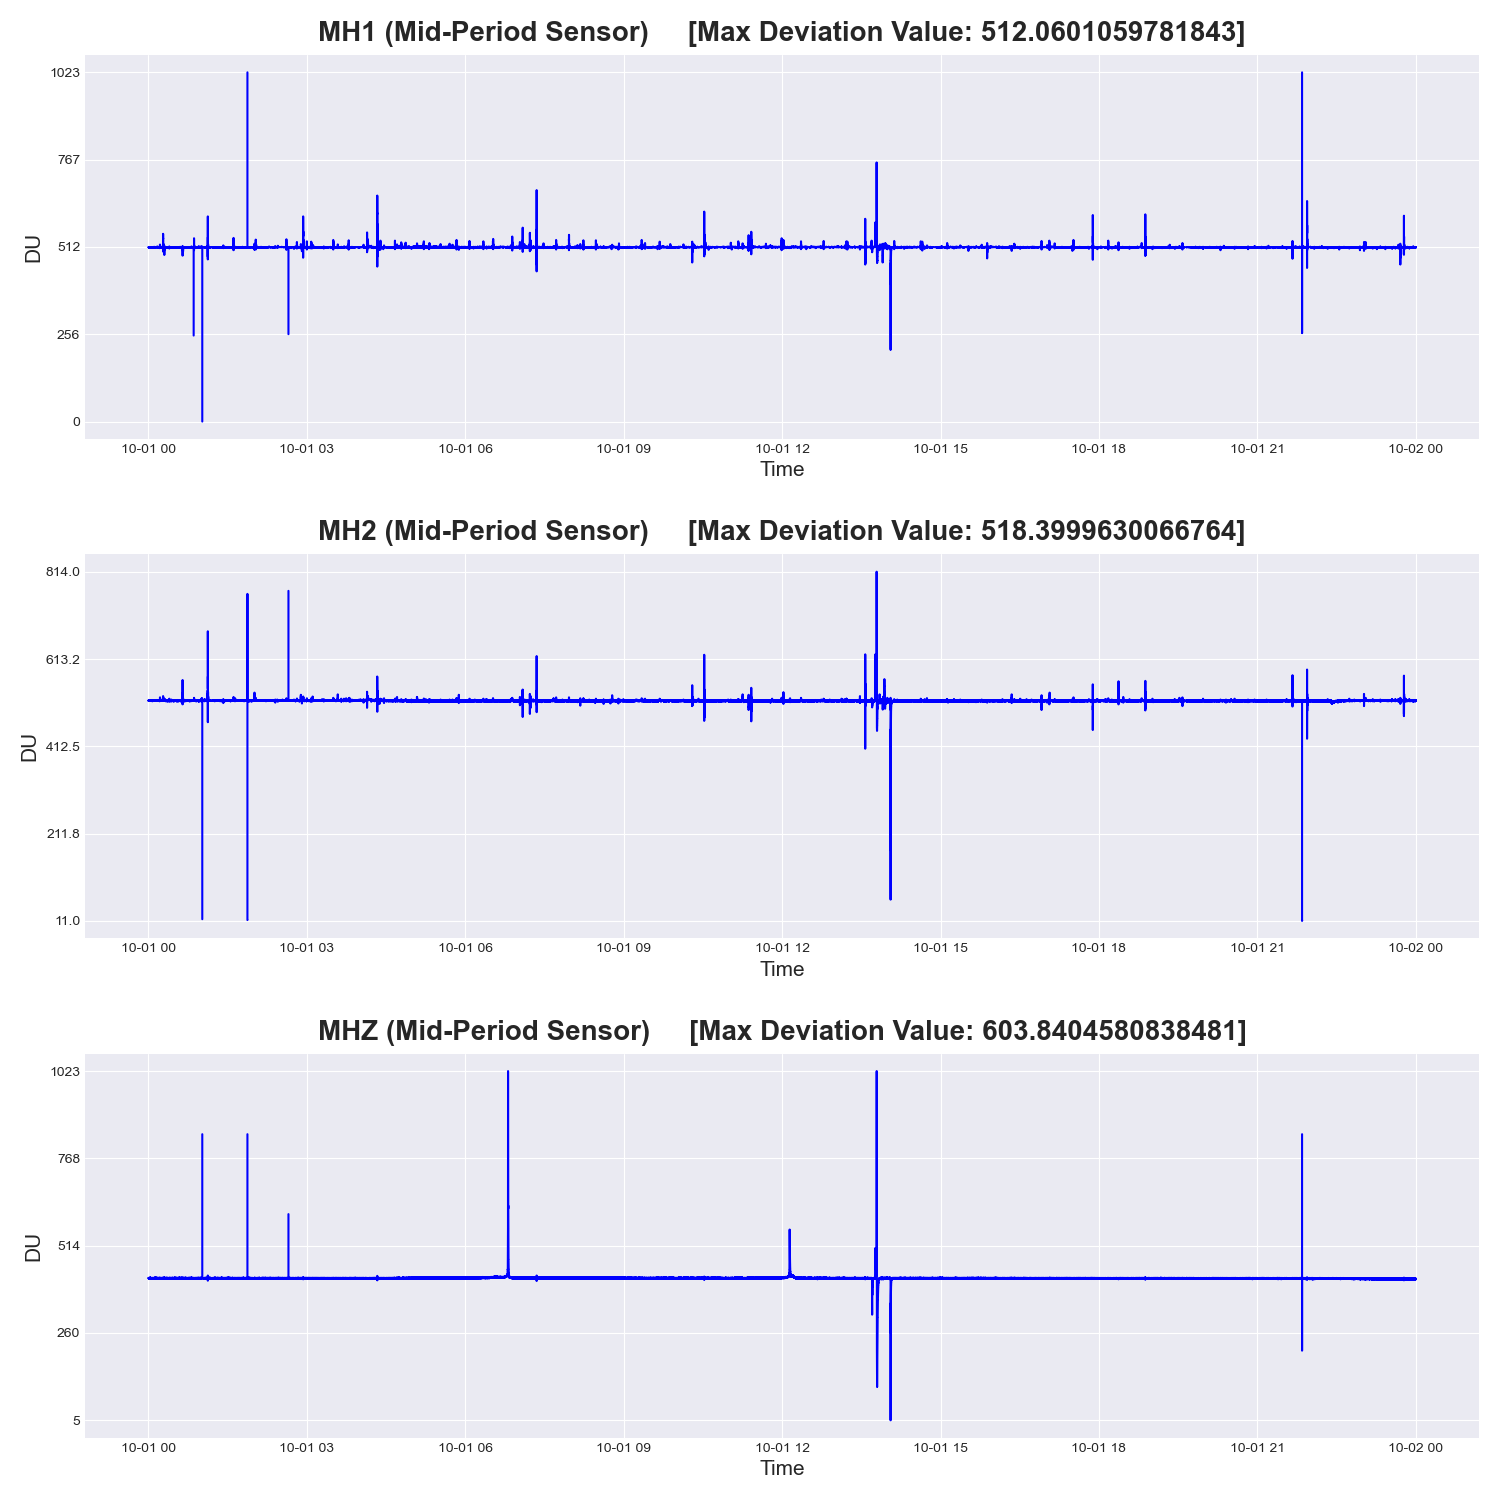 MH1 (Mid-Period Sensor) [Max Deviation Value: 512.0601059781843]
1023
767
512
256
0
DU
10-01 00 10-01 03 10-01 06 10-01 09 10-01 12 10-01 15 10-01 18 10-01 21 10-02 00
Time
MH2 (Mid-Period Sensor) [Max Deviation Value: 518.3999630066764]
814.0
613.2
412.5
211.8
11.0
DU
10-01 00 10-01 03 10-01 06 10-01 09 10-01 12 10-01 15 10-01 18 10-01 21 10-02 00
Time
MHZ (Mid-Period Sensor) [Max Deviation Value: 603.8404580838481]
1023
768
514
260
5
DU
10-01 00 10-01 03 10-01 06 10-01 09 10-01 12 10-01 15 10-01 18 10-01 21 10-02 00
Time